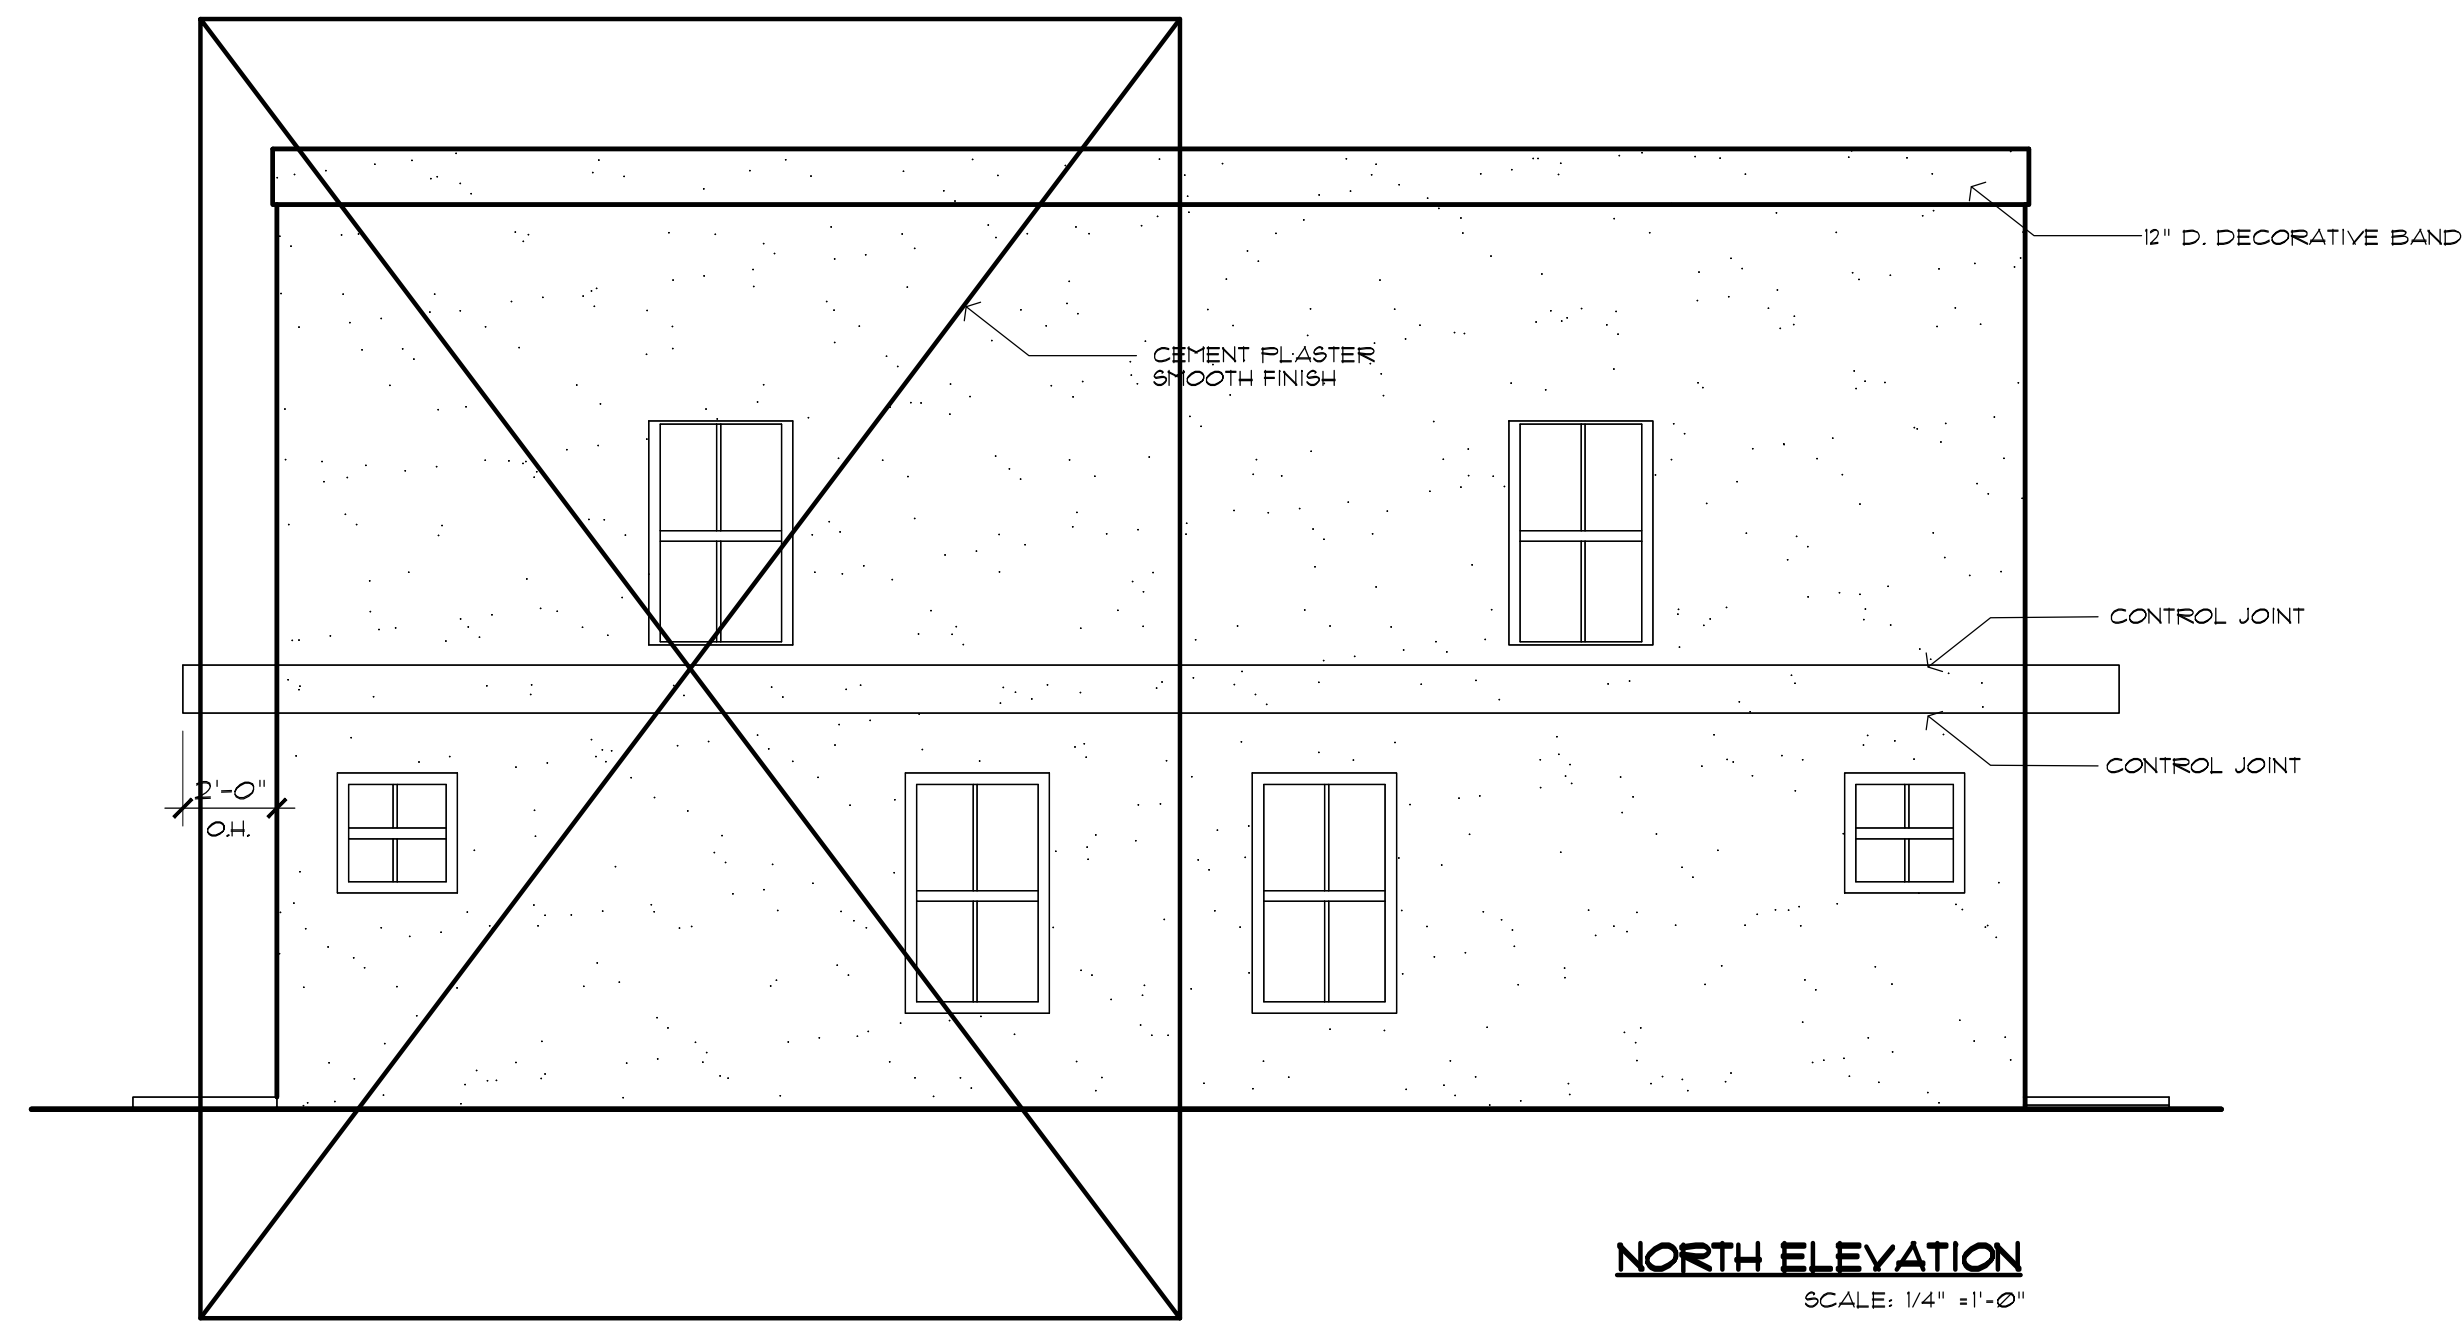 12" D. DECORATIVE BAND
CEMENT PLASTER
SMOOTH FINISH
CONTROL JOINT
CONTROL JOINT
2'-0"
O.H.
NORTH ELEVATION
SCALE: 1/4" =1'-0"